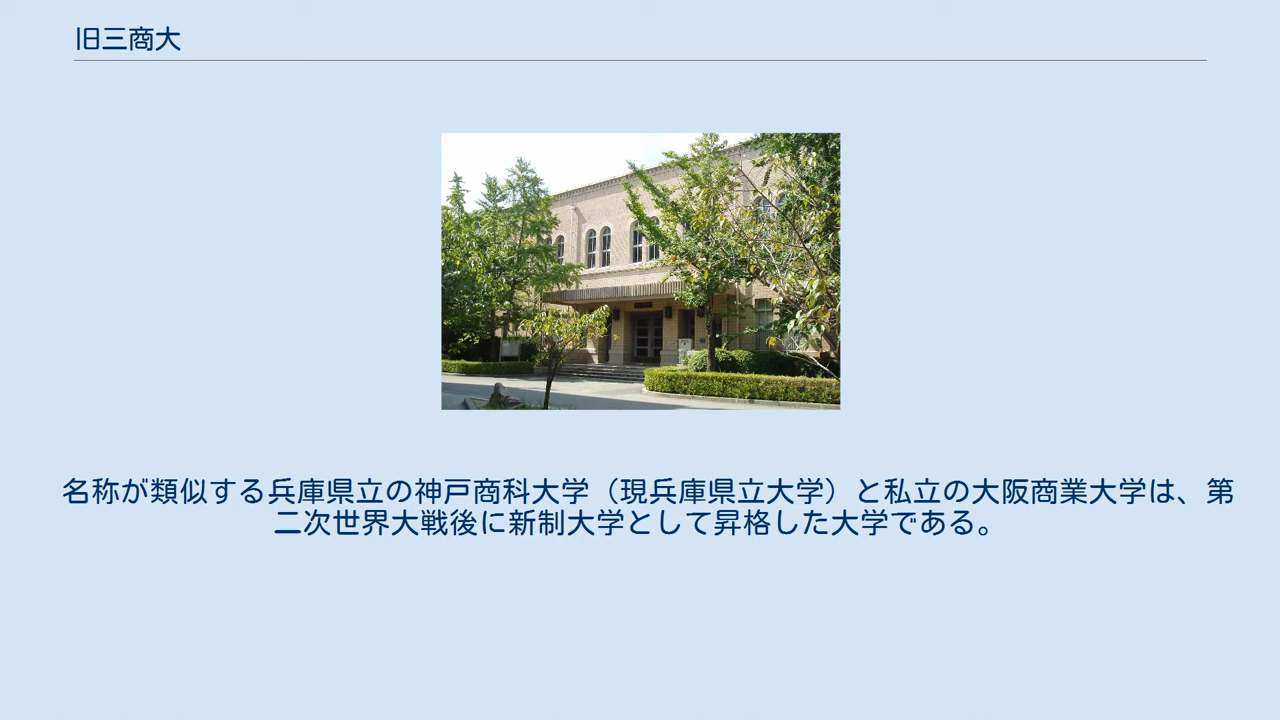 旧三商大
名称が類似する兵庫県立の神戸商科大学（現兵庫県立大学）と私立の大阪商業大学は、第
二次世界大戦後に新制大学として昇格した大学である。